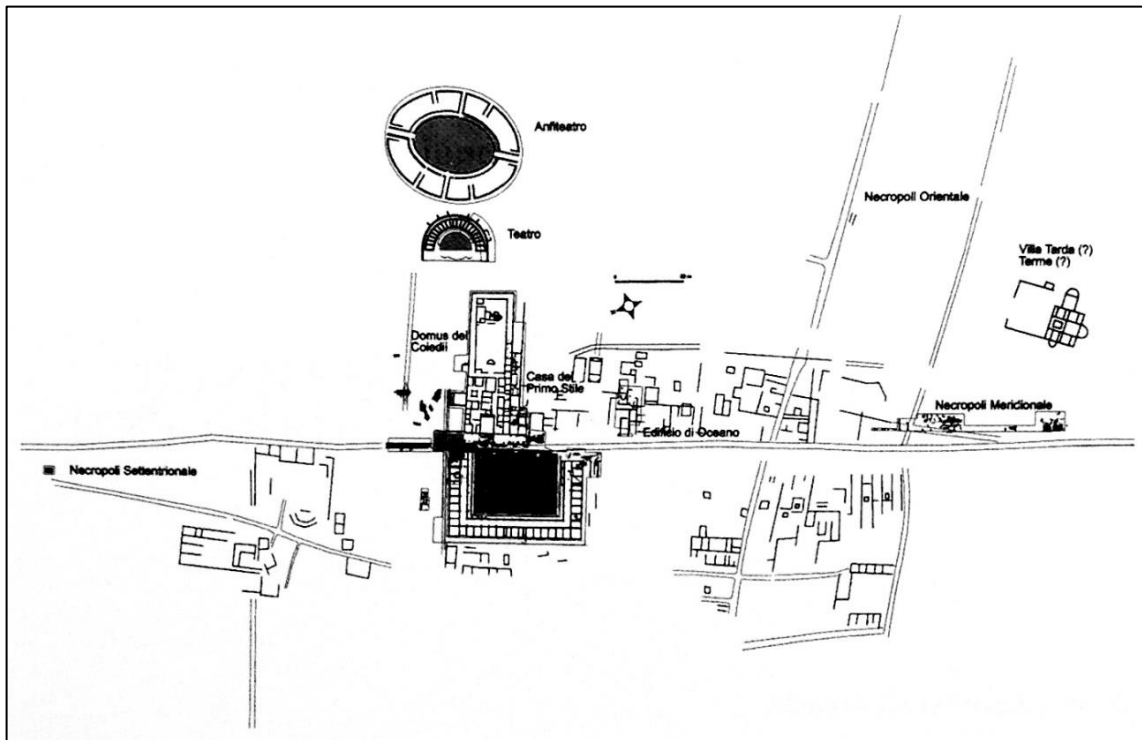 Anfiteatro
Teatro
Necropoli Orientale
Villa Tarda (?)
Terme (?)
Domus dei
Coiedii
Casa del
Primo Stile
Necropoli Meridionale
Edificio di Oceano
Necropoli Settentrionale